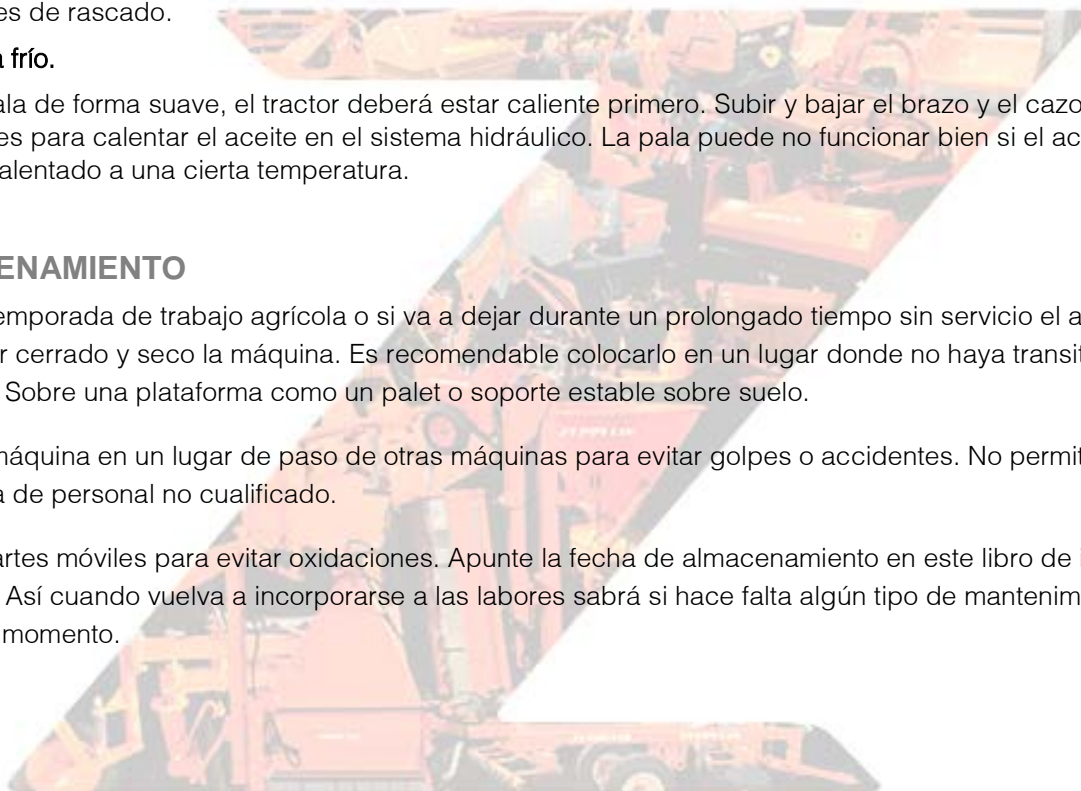 es de rascado.
a frío.
ala de forma suave, el tractor deberá estar caliente primero. Subir y bajar el brazo y el cazo
es para calentar el aceite en el sistema hidráulico. La pala puede no funcionar bien si el ac
alentado a una cierta temperatura.
ENAMIENTO
emporada de trabajo agrícola o si va a dejar durante un prolongado tiempo sin servicio el a
r cerrado y seco la máquina. Es recomendable colocarlo en un lugar donde no haya transit
Sobre una plataforma como un palet o soporte estable sobre suelo.
máquina en un lugar de paso de otras máquinas para evitar golpes o accidentes. No permit
a de personal no cualificado.
artes móviles para evitar oxidaciones. Apunte la fecha de almacenamiento en este libro de i
Así cuando vuelva a incorporarse a las labores sabrá si hace falta algún tipo de mantenim
momento.